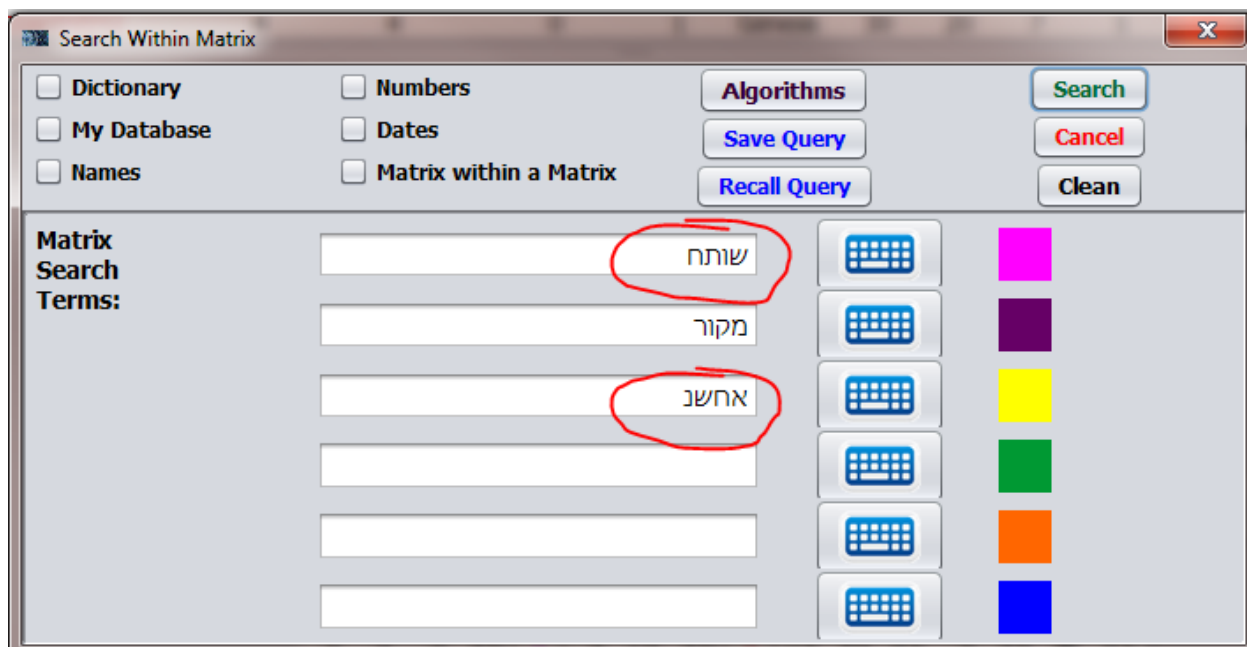 Search Within Matrix
x
Dictionary Numbers Algorithms Search
My Database Dates Save Query Cancel
Names Matrix within a Matrix Recall Query Clean
Matrix
Search
Terms:
שותח
מקור
אחשנ